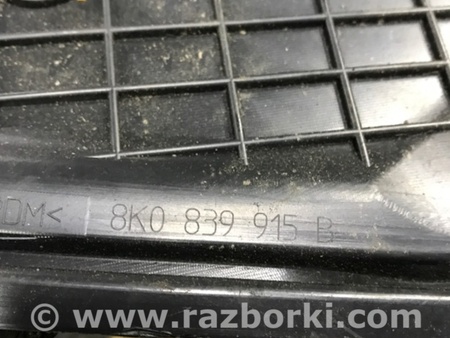 DM< 8K0 839 915 B
© www.razborki.com